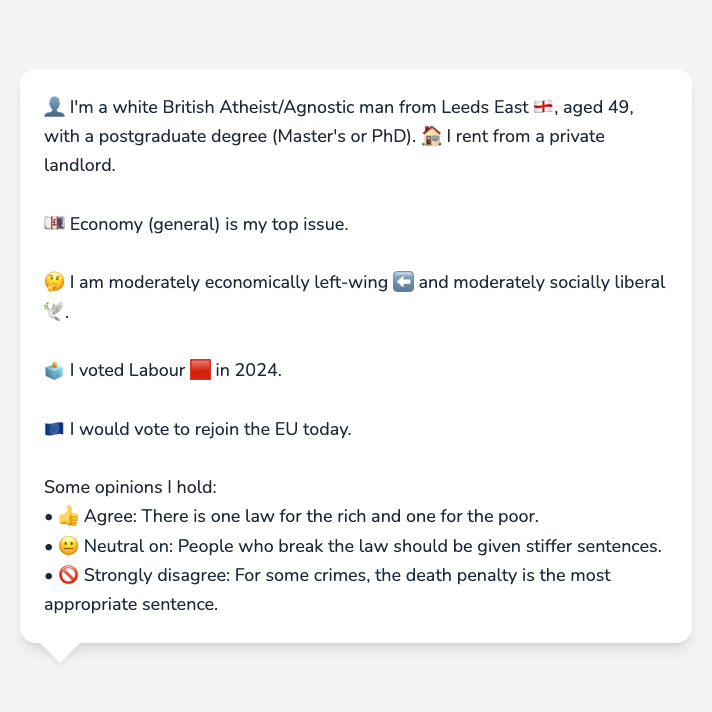 👤 I'm a white British Atheist/Agnostic man from Leeds East 🏴󠁧󠁢󠁥󠁮󠁧󠁿, aged 49,
with a postgraduate degree (Master's or PhD). 🏠 I rent from a private
landlord.
💷 Economy (general) is my top issue.
🤔 I am moderately economically left-wing ⬅️ and moderately socially liberal
🕊️.
🗳️ I voted Labour 🟥 in 2024.
🇪🇺 I would vote to rejoin the EU today.
Some opinions I hold:
• 👍 Agree: There is one law for the rich and one for the poor.
• 😐 Neutral on: People who break the law should be given stiffer sentences.
• 🚫 Strongly disagree: For some crimes, the death penalty is the most
appropriate sentence.